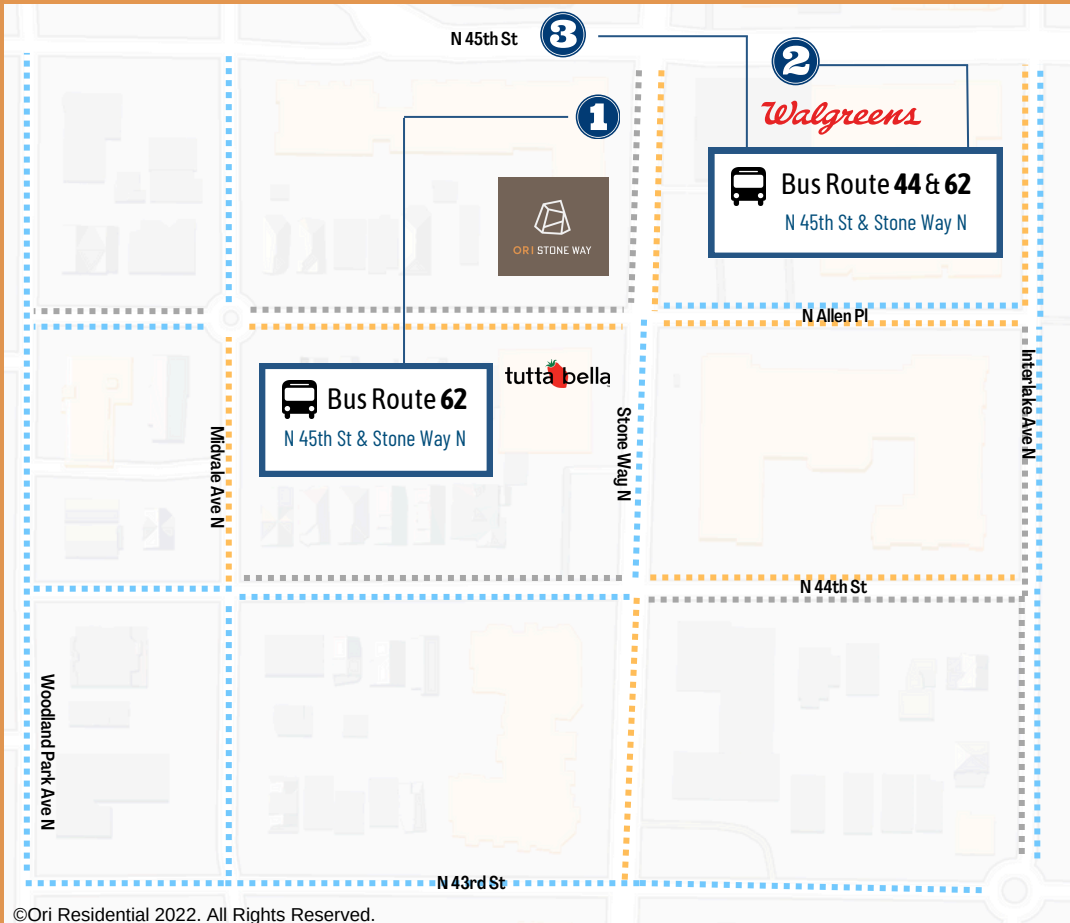 N 45th St
3
2
1
Walgreens
Bus Route 44 & 62
N 45th St & Stone Way N
ORI STONE WAY
N Allen Pl
tutta bella
Bus Route 62
N 45th St & Stone Way N
Interlake Ave N
Stone Way N
Midvale Ave N
N 44th St
Woodland Park Ave N
N 43rd St
©Ori Residential 2022. All Rights Reserved.